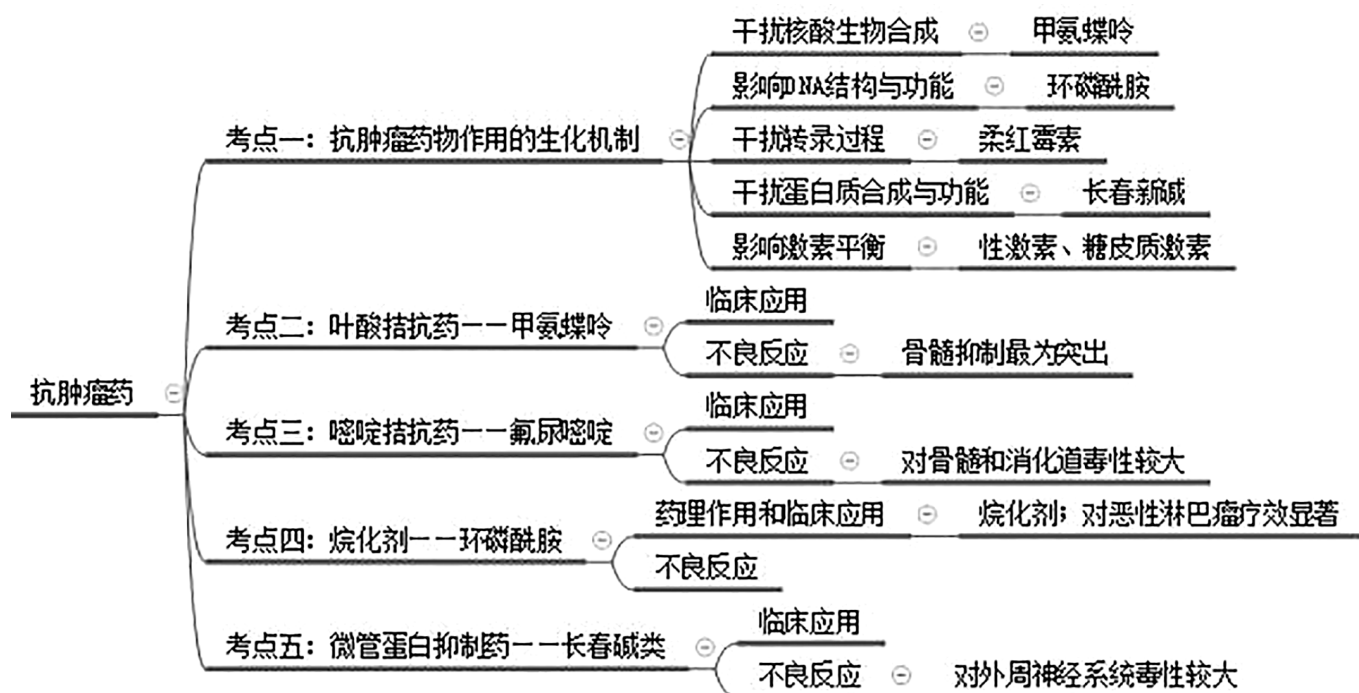 抗肿瘤药
考点一：抗肿瘤药物作用的生化机制
干扰核酸生物合成
甲氨蝶呤
影响DNA结构与功能
环磷酰胺
干扰转录过程
柔红霉素
干扰蛋白质合成与功能
长春新碱
影响激素平衡
性激素、糖皮质激素
考点二：叶酸拮抗药——甲氨蝶呤
临床应用
不良反应
骨髓抑制最为突出
考点三：嘧啶拮抗药——氟尿嘧啶
临床应用
不良反应
对骨髓和消化道毒性较大
考点四：烷化剂——环磷酰胺
药理作用和临床应用
烷化剂；对恶性淋巴瘤疗效显著
不良反应
考点五：微管蛋白抑制药——长春碱类
临床应用
不良反应
对外周神经系统毒性较大